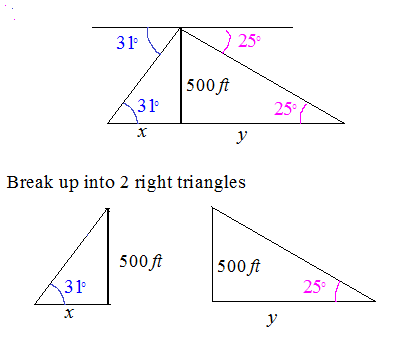 31° 25°
500 ft
31° 25°
x y
Break up into 2 right triangles
500 ft 500 ft
31° 25°
x y